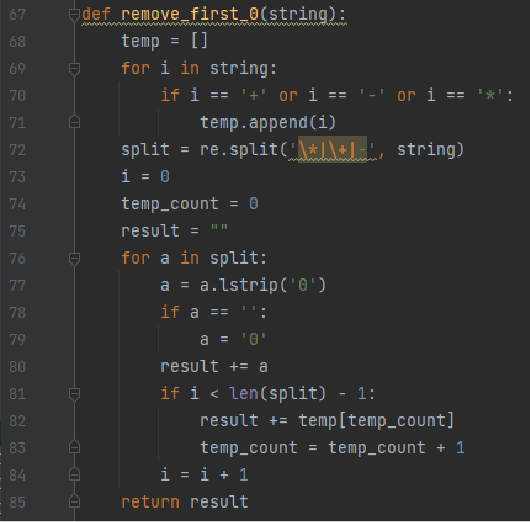 67 def remove_first_0(string):
68     temp = []
69     for i in string:
70         if i == '+' or i == '-' or i == '*':
71             temp.append(i)
72     split = re.split('\*|\+|-', string)
73     i = 0
74     temp_count = 0
75     result = ""
76     for a in split:
77         a = a.lstrip('0')
78         if a == '':
79             a = '0'
80         result += a
81         if i < len(split) - 1:
82             result += temp[temp_count]
83             temp_count = temp_count + 1
84         i = i + 1
85     return result